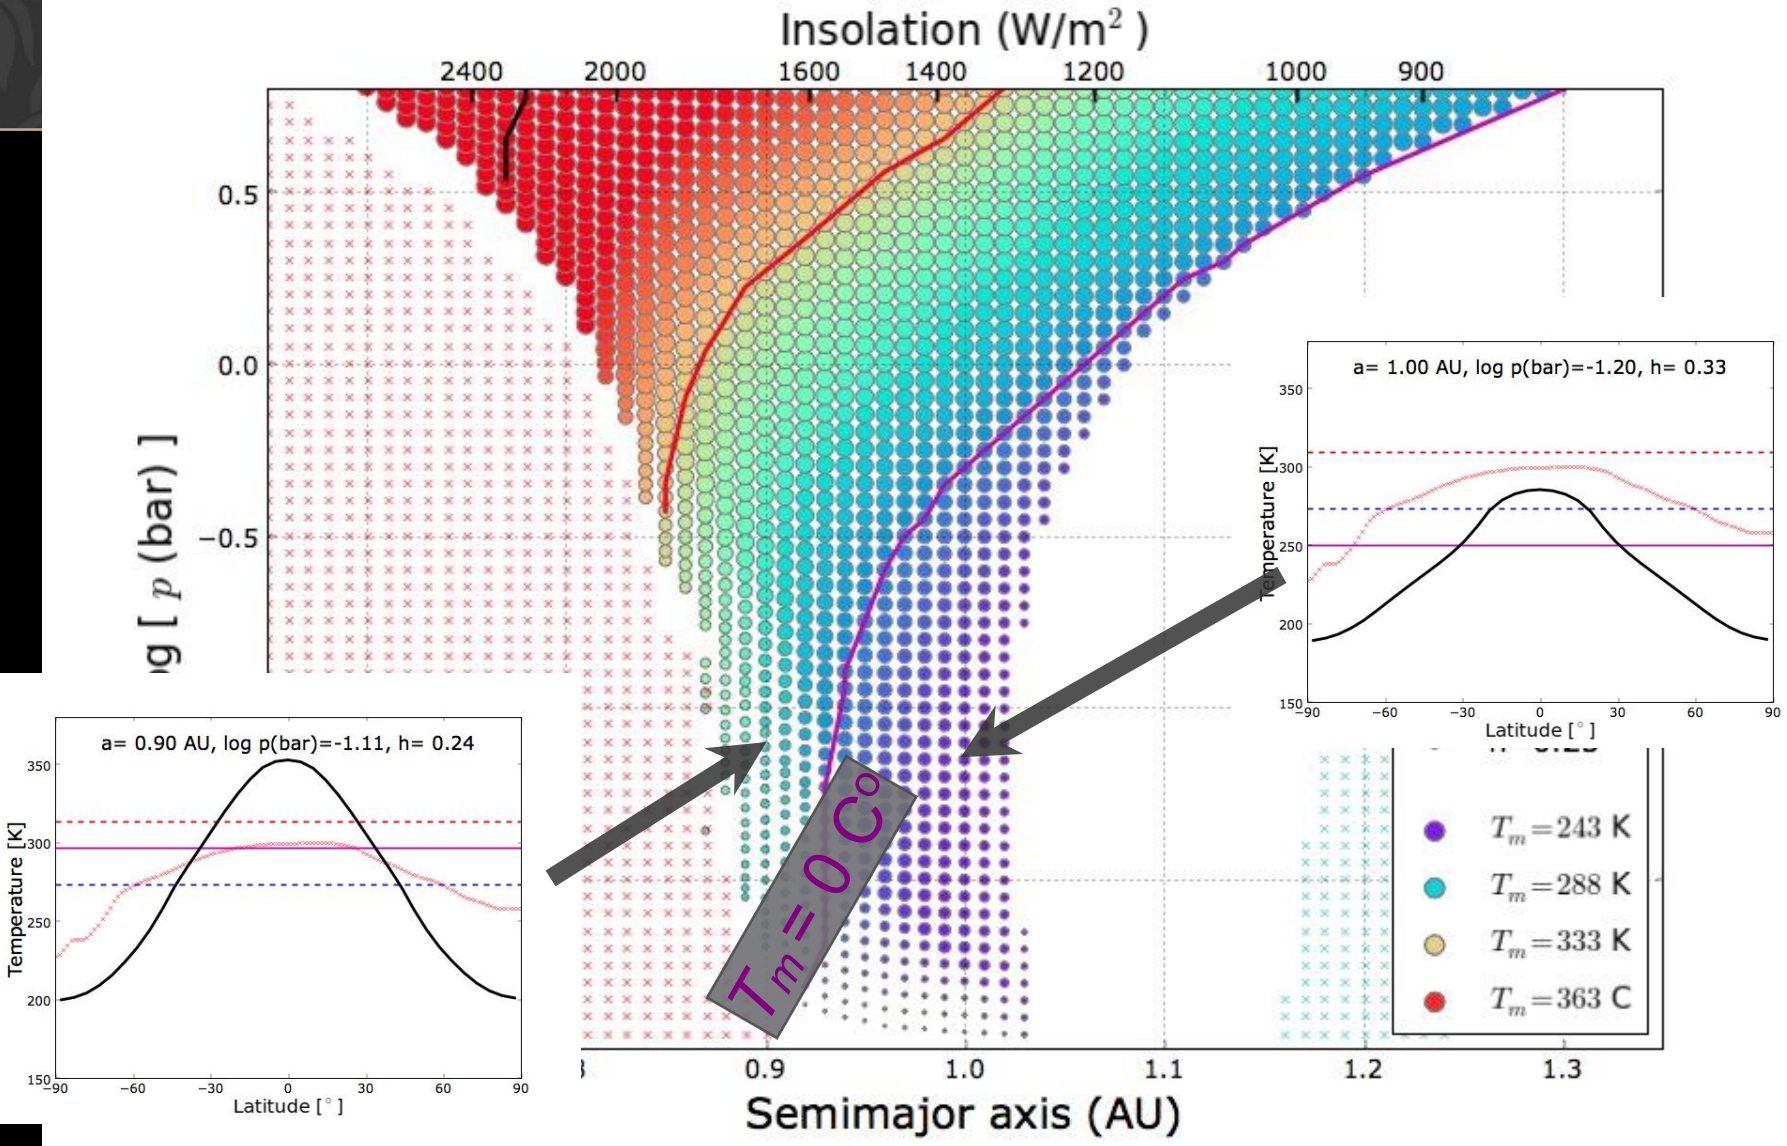 Insolation (W/m² )
2400 2000 1600 1400 1200 1000 900
0.5
0.0
−0.5
og [ p (bar) ]
a= 1.00 AU, log p(bar)=-1.20, h= 0.33
350
300
250
200
150
Temperature [K]
−90 −60 −30 0 30 60 90
Latitude [°]
a= 0.90 AU, log p(bar)=-1.11, h= 0.24
350
300
250
200
150
Temperature [K]
−90 −60 −30 0 30 60 90
Latitude [°]
Tm= 0 Cº
Tm=243 K
Tm=288 K
Tm=333 K
Tm=363 C
0.9 1.0 1.1 1.2 1.3
Semimajor axis (AU)